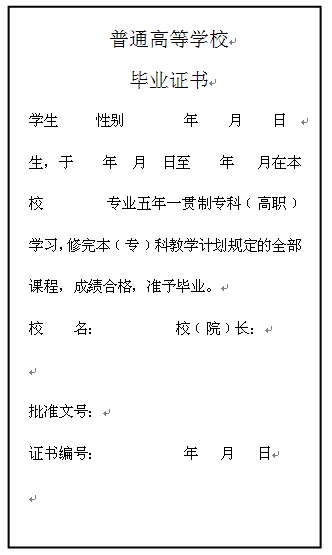 普通高等学校
毕业证书
学生 性别 年 月 日
生，于 年 月 日至 年 月在本
校 专业五年一贯制专科（高职）
学习，修完本（专）科教学计划规定的全部
课程，成绩合格，准予毕业。
校 名： 校（院）长：
批准文号：
证书编号： 年 月 日